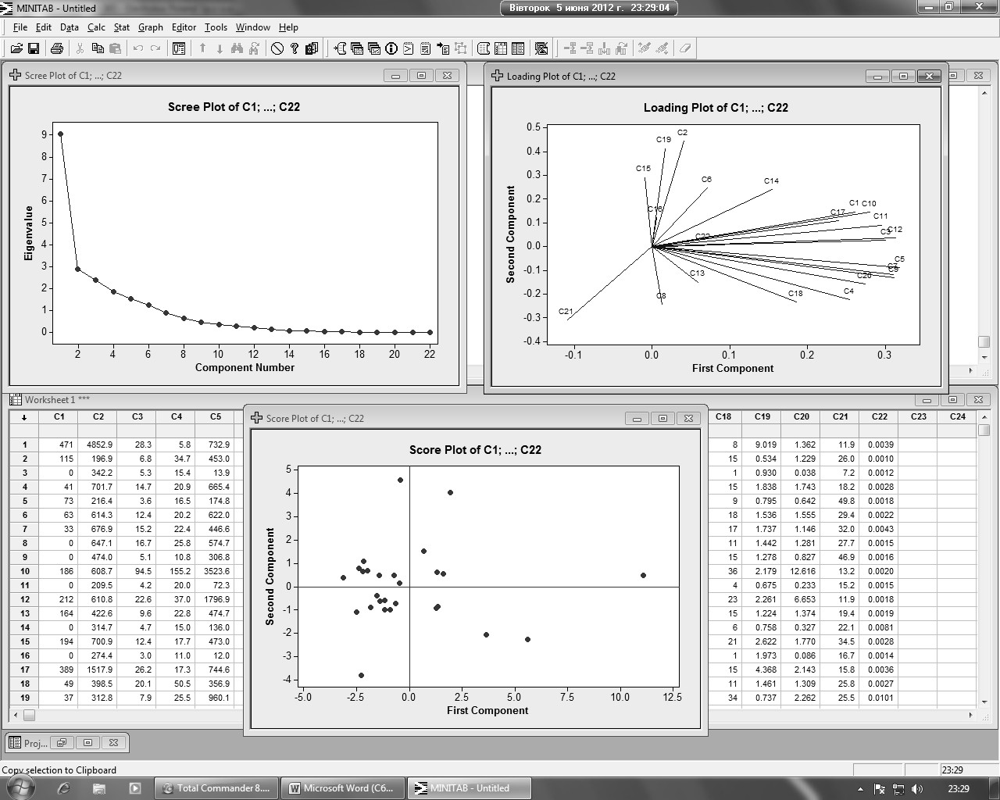 MINITAB - Untitled
Вівторок 5 июня 2012 г. 23:29:04
File Edit Data Calc Stat Graph Editor Tools Window Help
Scree Plot of C1; ...; C22
Scree Plot of C1; ...; C22
9
8
7
6
5
4
3
2
1
0
Eigenvalue
2 4 6 8 10 12 14 16 18 20 22
Component Number
Loading Plot of C1; ...; C22
Loading Plot of C1; ...; C22
0.5
0.4
0.3
0.2
0.1
0.0
-0.1
-0.2
-0.3
-0.4
Second Component
C19 C2
C15
C6 C14
C16
C17 C1 C10
C11
C22
C3 C12
C5
C7
C9
C20
C13
C8
C18
C4
C21
-0.1 0.0 0.1 0.2 0.3
First Component
Worksheet 1 ***
C1 C2 C3 C4 C5 C18 C19 C20 C21 C22 C23 C24
1 471 4852.9 28.3 5.8 732.9 8 9.019 1.362 11.9 0.0039
2 115 196.9 6.8 34.7 453.0 15 0.534 1.229 26.0 0.0010
3 0 342.2 5.3 15.4 13.9 1 0.930 0.038 7.2 0.0012
4 41 701.7 14.7 20.9 665.4 15 1.838 1.743 18.2 0.0028
5 73 216.4 3.6 16.5 174.8 9 0.795 0.642 49.8 0.0018
6 63 614.3 12.4 20.2 622.0 18 1.536 1.555 29.4 0.0022
7 33 676.9 15.2 22.4 446.6 17 1.737 1.146 32.0 0.0043
8 0 647.1 16.7 25.8 574.7 11 1.442 1.281 27.7 0.0015
9 0 474.0 5.1 10.8 306.8 15 1.278 0.827 46.9 0.0016
10 186 608.7 94.5 155.2 3523.6 36 2.179 12.616 13.2 0.0020
11 0 209.5 4.2 20.0 72.3 4 0.675 0.233 15.2 0.0015
12 212 610.8 22.6 37.0 1796.9 23 2.261 6.653 11.9 0.0018
13 164 422.6 9.6 22.8 474.7 15 1.224 1.374 19.4 0.0019
14 0 314.7 4.7 15.0 136.0 6 0.758 0.327 22.1 0.0081
15 194 700.9 12.4 17.7 473.0 21 2.622 1.770 34.5 0.0028
16 0 274.4 3.0 11.0 12.0 1 1.973 0.086 16.7 0.0014
17 389 1517.9 26.2 17.3 744.6 15 4.368 2.143 15.8 0.0036
18 49 398.5 20.1 50.5 356.9 11 1.461 1.309 25.8 0.0027
19 37 312.8 7.9 25.5 960.1 34 0.737 2.262 25.5 0.0101
Score Plot of C1; ...; C22
Score Plot of C1; ...; C22
5
4
3
2
1
0
-1
-2
-3
-4
Second Component
-5.0 -2.5 0.0 2.5 5.0 7.5 10.0 12.5
First Component
Proj...
Copy selection to Clipboard
23:29
Total Commander 8....
Microsoft Word (C6...
MINITAB - Untitled
23:29